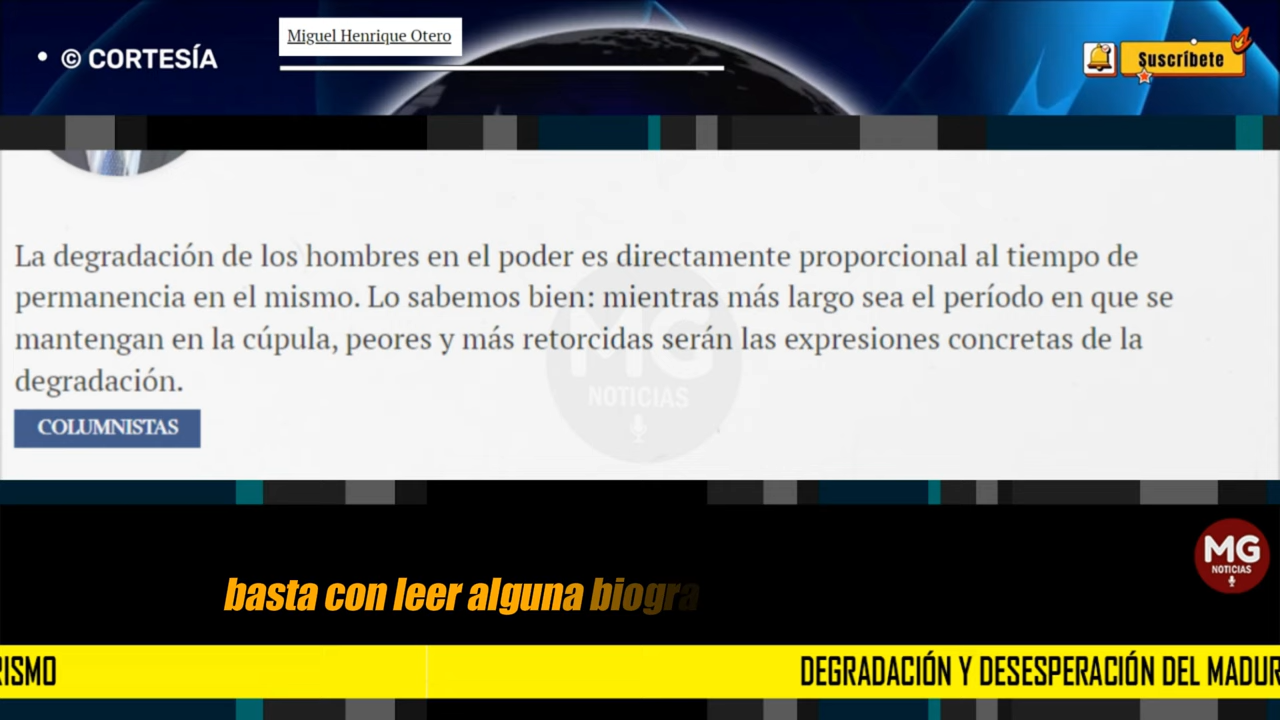 • © CORTESÍA
Miguel Henrique Otero
Suscríbete
La degradación de los hombres en el poder es directamente proporcional al tiempo de
permanencia en el mismo. Lo sabemos bien: mientras más largo sea el período en que se
mantengan en la cúpula, peores y más retorcidas serán las expresiones concretas de la
degradación.
MG
NOTICIAS
COLUMNISTAS
basta con leer alguna biogra
MG
NOTICIAS
RISMO
DEGRADACIÓN Y DESESPERACIÓN DEL MADUR